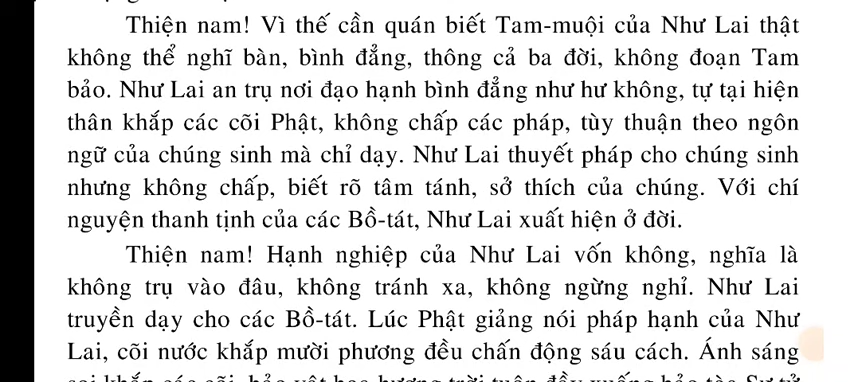 Thiện nam! Vì thế cần quán biết Tam-muội của Như Lai thật
không thể nghĩ bàn, bình đẳng, thông cả ba đời, không đoạn Tam
bảo. Như Lai an trụ nơi đạo hạnh bình đẳng như hư không, tự tại hiện
thân khắp các cõi Phật, không chấp các pháp, tùy thuận theo ngôn
ngữ của chúng sinh mà chỉ dạy. Như Lai thuyết pháp cho chúng sinh
nhưng không chấp, biết rõ tâm tánh, sở thích của chúng. Với chí
nguyện thanh tịnh của các Bồ-tát, Như Lai xuất hiện ở đời.
Thiện nam! Hạnh nghiệp của Như Lai vốn không, nghĩa là
không trụ vào đâu, không tránh xa, không ngừng nghỉ. Như Lai
truyền dạy cho các Bồ-tát. Lúc Phật giảng nói pháp hạnh của Như
Lai, cõi nước khắp mười phương đều chấn động sáu cách. Ánh sáng